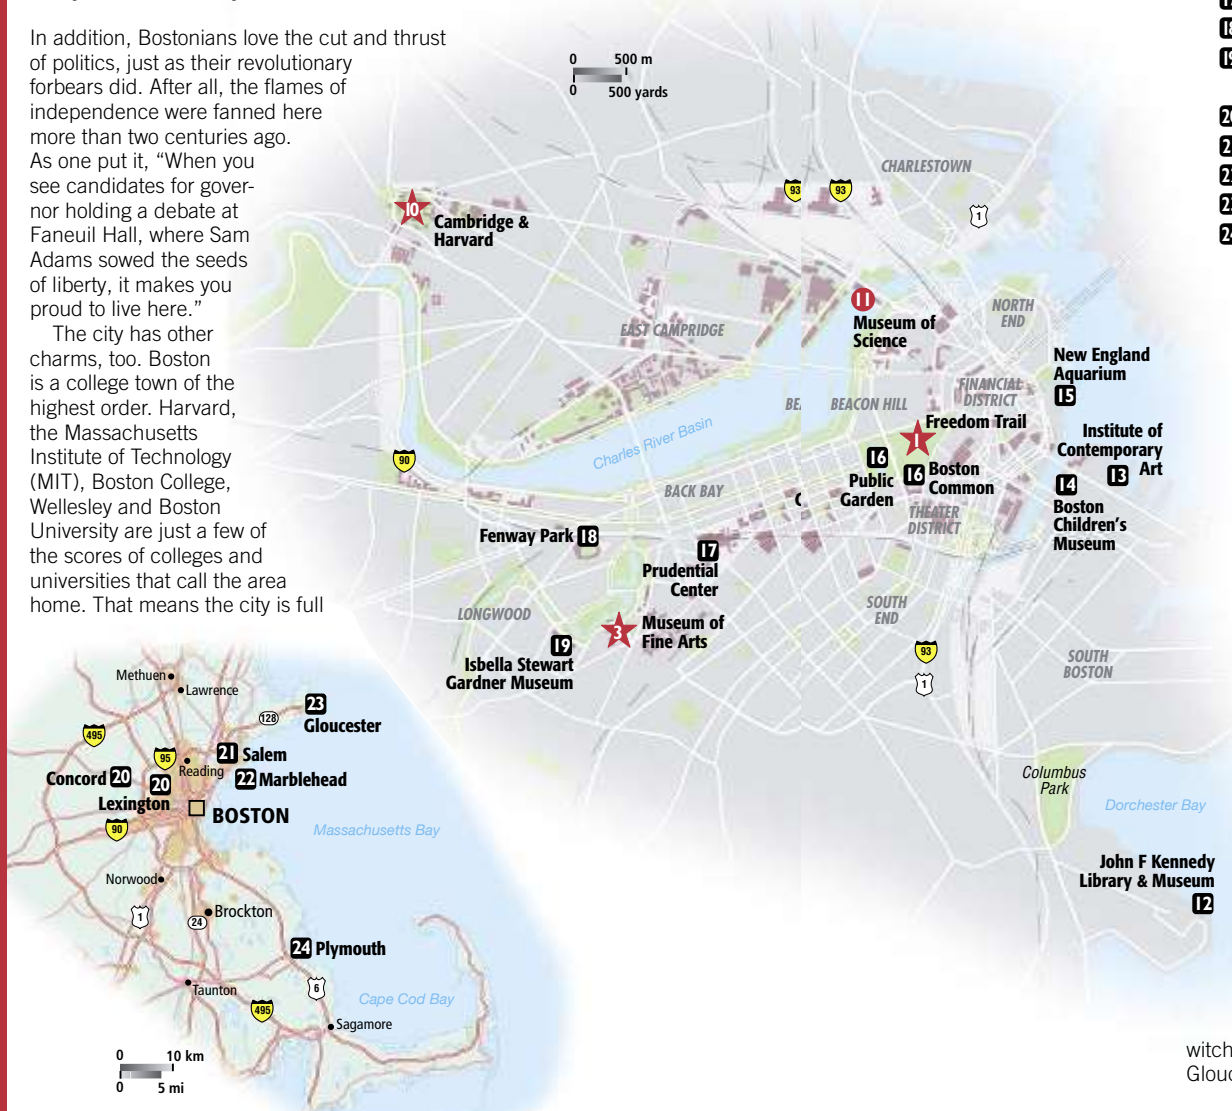 In addition, Bostonians love the cut and thrust
of politics, just as their revolutionary
forbears did. After all, the flames of
independence were fanned here
more than two centuries ago.
As one put it, “When you
see candidates for gover-
nor holding a debate at
Faneuil Hall, where Sam
Adams sowed the seeds
of liberty, it makes you
proud to live here.”
The city has other
charms, too. Boston
is a college town of the
highest order. Harvard,
the Massachusetts
Institute of Technology
(MIT), Boston College,
Wellesley and Boston
University are just a few of
the scores of colleges and
universities that call the area
home. That means the city is full
0 500 m
0 500 yards
CHARLESTOWN
93
93
1
10
Cambridge &
Harvard
11
Museum of
Science
NORTH
END
EAST CAMPRIDGE
New England
Aquarium
15
FINANCIAL
DISTRICT
BEACON HILL
Freedom Trail
1
Charles River Basin
Institute of
Contemporary
Art
13
90
16
Public
Garden
16
Boston
Common
14
Boston
Children’s
Museum
BACK BAY
THEATER
DISTRICT
Fenway Park 18
17
Prudential
Center
LONGWOOD
3
Museum of
Fine Arts
SOUTH
END
19
Isbella Stewart
Gardner Museum
93
1
SOUTH
BOSTON
Columbus
Park
Dorchester Bay
John F Kennedy
Library & Museum
12
Methuen
Lawrence
23
Gloucester
128
495
95
21 Salem
Reading
Concord 20
20
Lexington
22 Marblehead
BOSTON
90
Massachusetts Bay
Norwood
1
24
Brockton
24 Plymouth
6
Taunton
495
Cape Cod Bay
Sagamore
0 10 km
0 5 mi
18
20
witch
Glouc